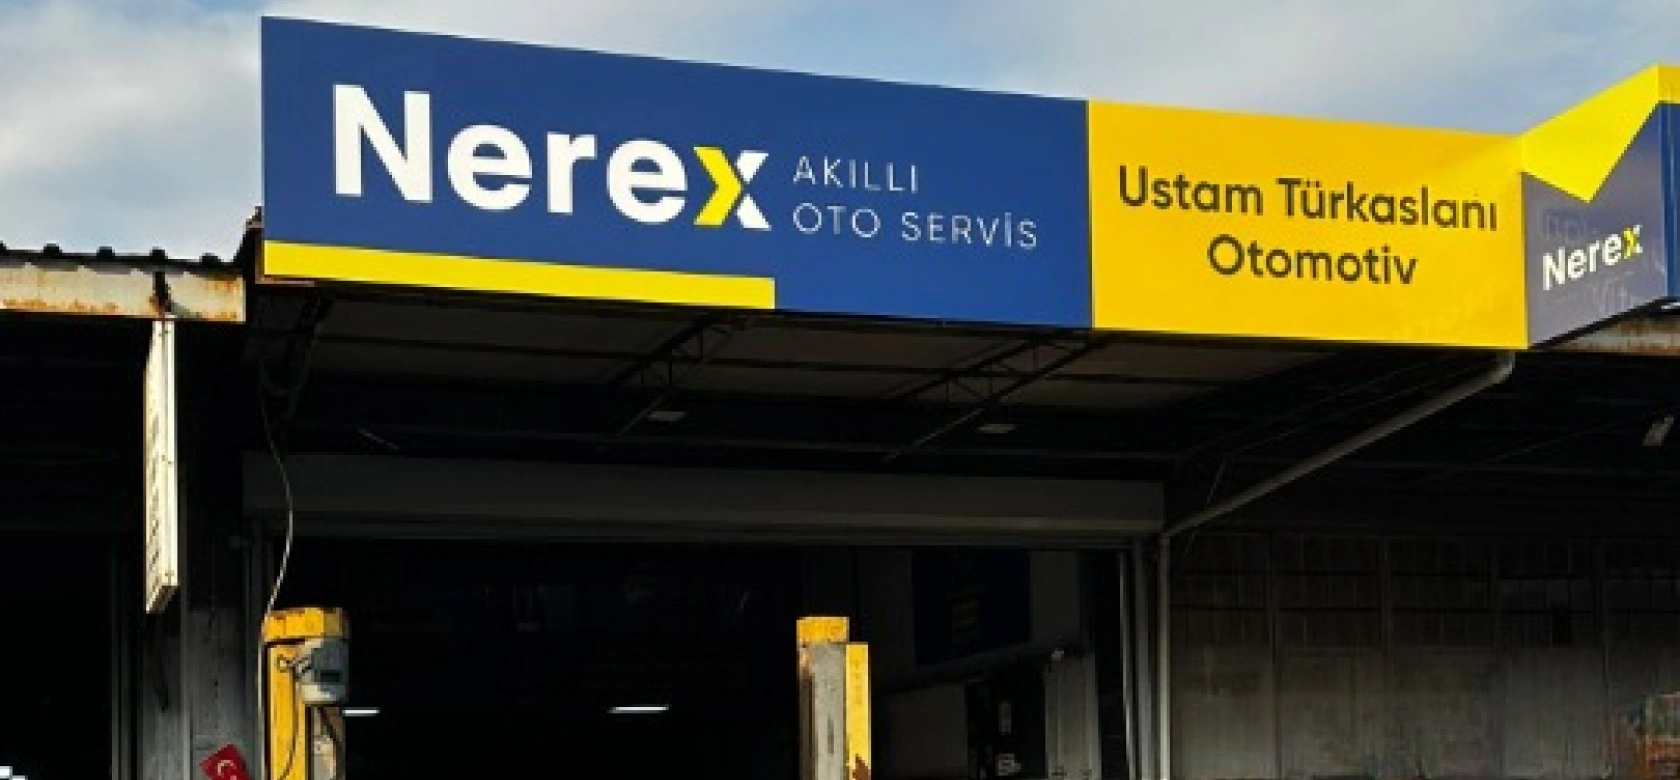 Nerex
AKILLI
OTO SERVİS
Ustam Türkaslanı
Otomotiv
Nerex